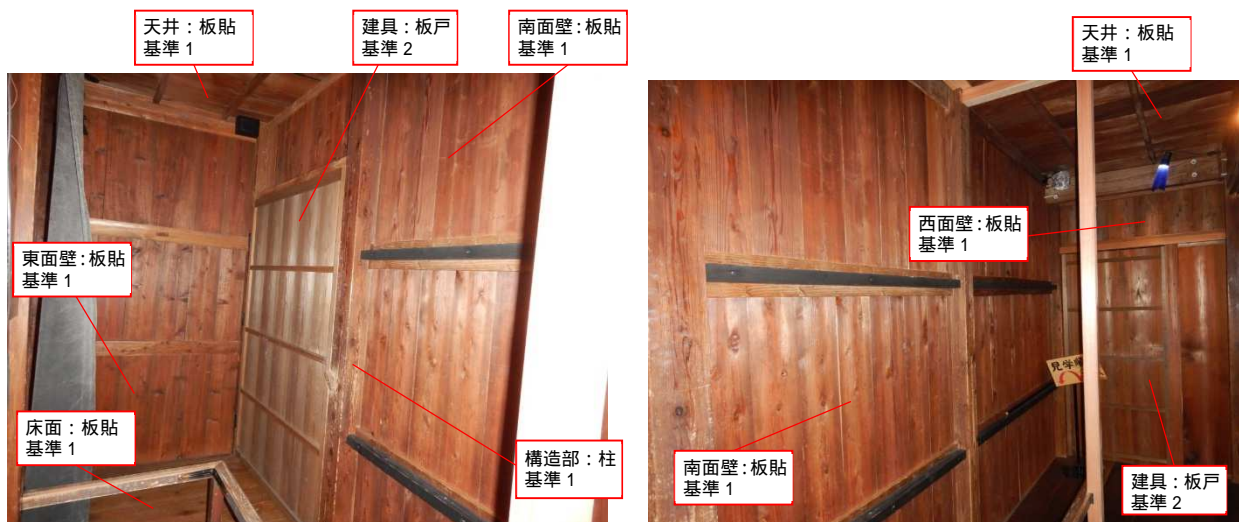 天井：板貼
基準1
建具：板戸
基準2
南面壁：板貼
基準1
東面壁：板貼
基準1
床面：板貼
基準1
構造部：柱
基準1
天井：板貼
基準1
西面壁：板貼
基準1
見学
南面壁：板貼
基準1
建具：板戸
基準2